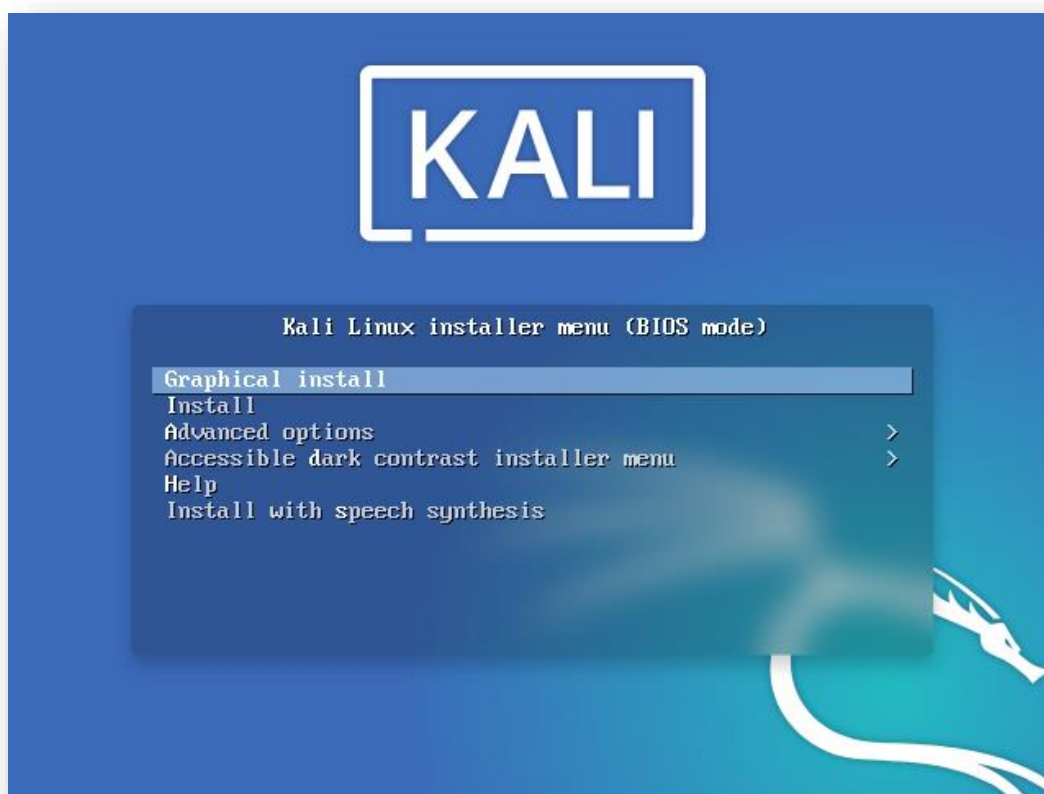 KALI
Kali Linux installer menu (BIOS mode)
Graphical install
Install
Advanced options >
Accessible dark contrast installer menu >
Help
Install with speech synthesis